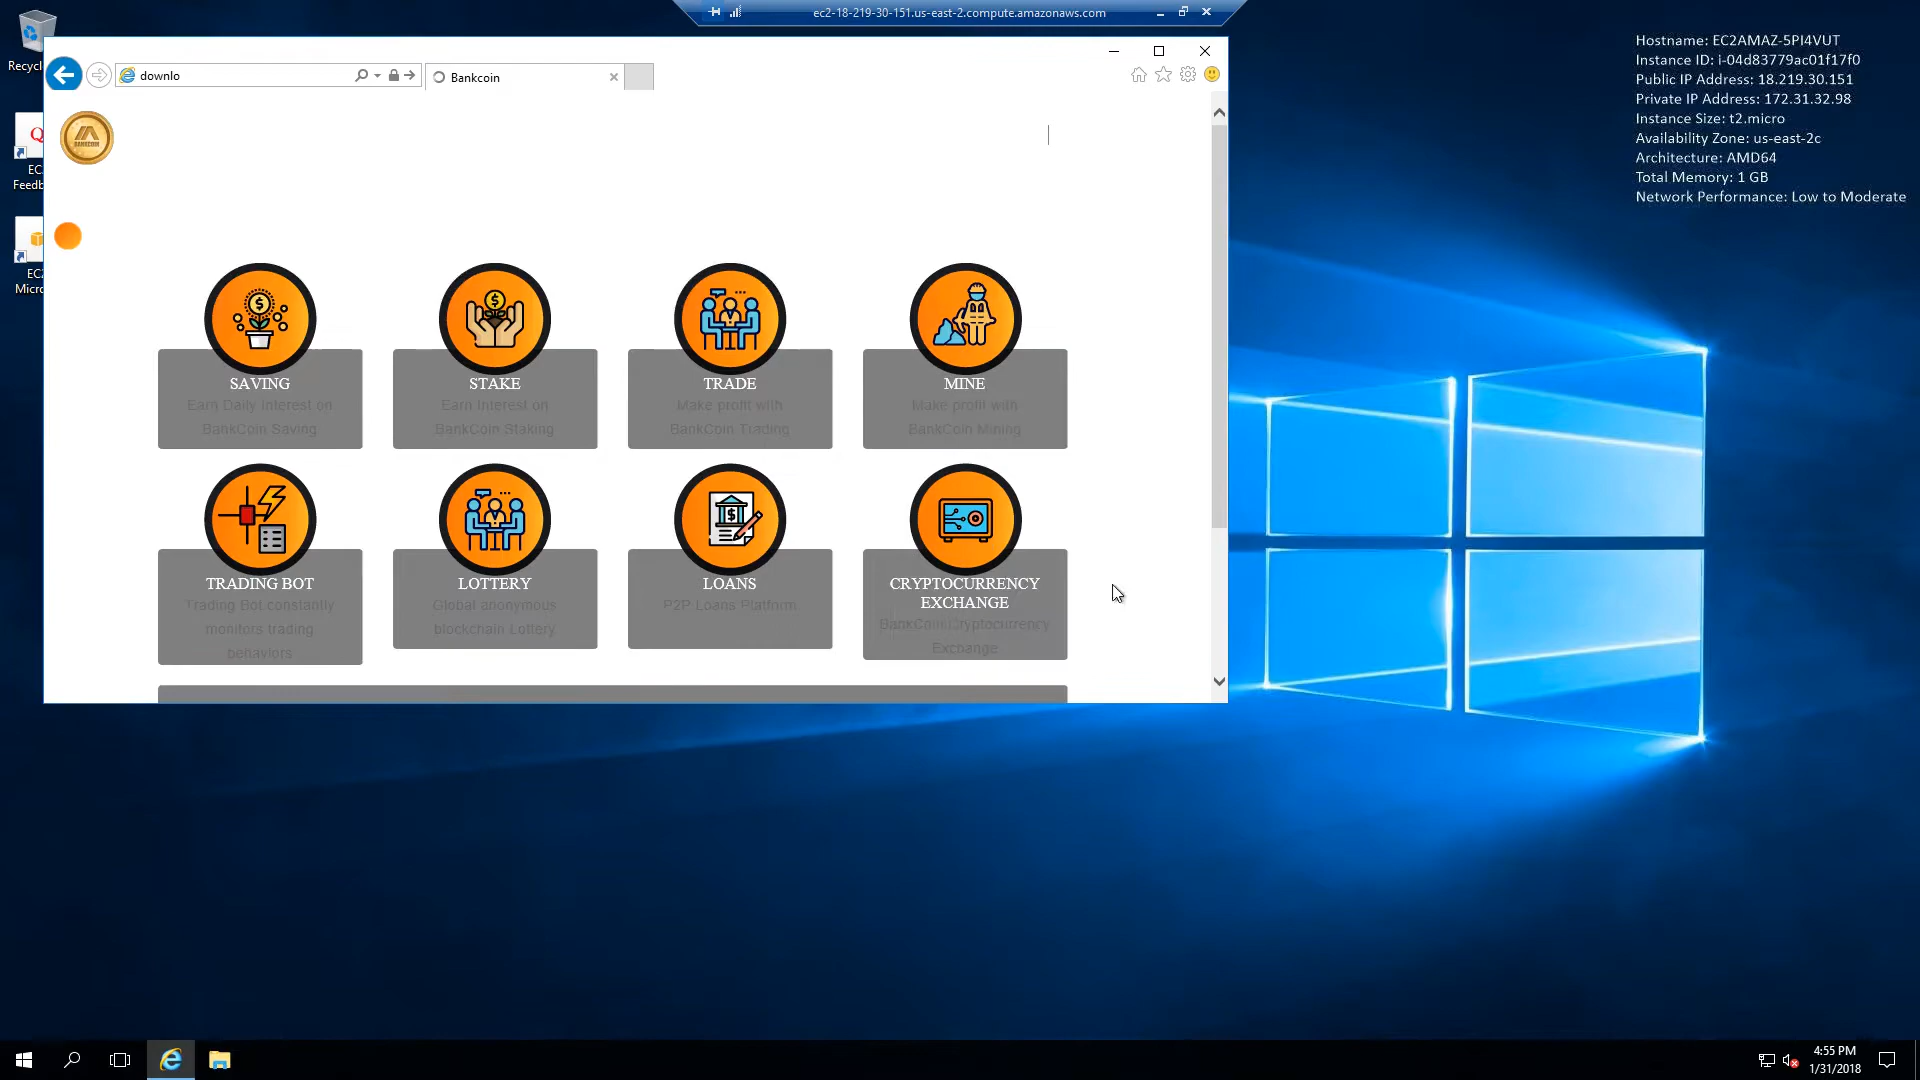 ec2-18-219-30-151.us-east-2.compute.amazonaws.com
Hostname: EC2AMAZ-5PI4VUT
Instance ID: i-04d83779ac01f17f0
Public IP Address: 18.219.30.151
Private IP Address: 172.31.32.98
Instance Size: t2.micro
Availability Zone: us-east-2c
Architecture: AMD64
Total Memory: 1 GB
Network Performance: Low to Moderate
downlo
Bankcoin
BANKCOIN
SAVING
Earn Daily Interest on
BankCoin Saving
STAKE
Earn Interest on
BankCoin Staking
TRADE
Make profit with
BankCoin Trading
MINE
Make profit with
BankCoin Mining
TRADING BOT
Trading Bot constantly
monitors trading
behaviors
LOTTERY
Global anonymous
blockchain Lottery
LOANS
P2P Loans Platform
CRYPTOCURRENCY
EXCHANGE
BankCoin Cryptocurrency
Exchange
4:55 PM
1/31/2018